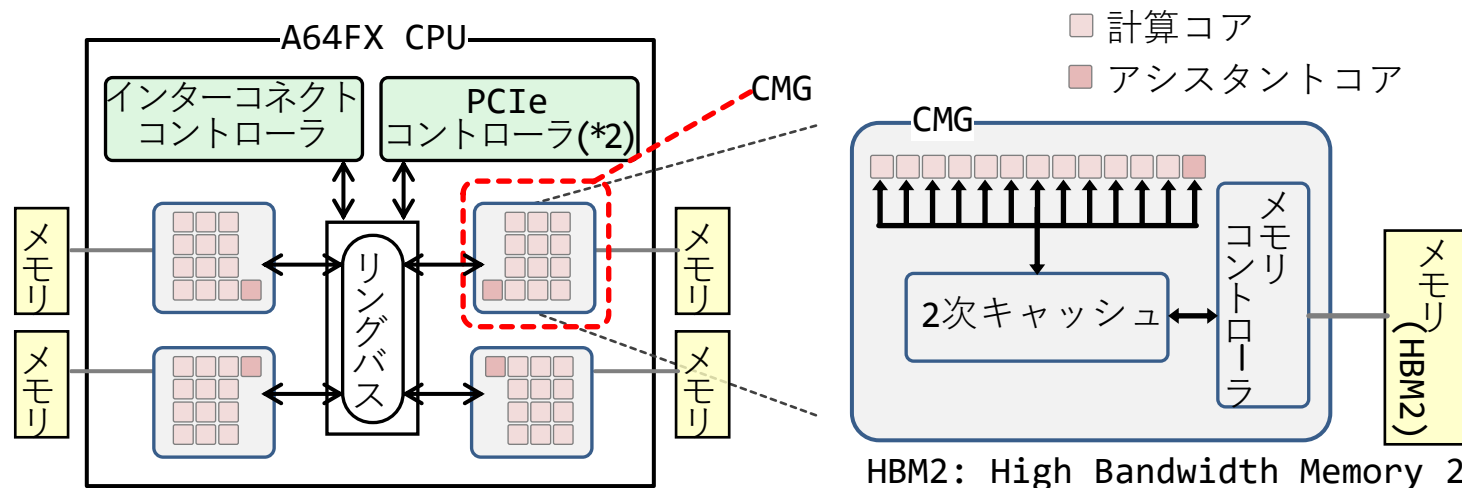 A64FX CPU
インターコネクト
コントローラ
PCIe
コントローラ(*2)
CMG
メモリ
メモリ
リングバス
メモリ
メモリ
計算コア
アシスタントコア
CMG
2次キャッシュ
メモリ
コントローラ
メモリ
(HBM2)
HBM2: High Bandwidth Memory 2